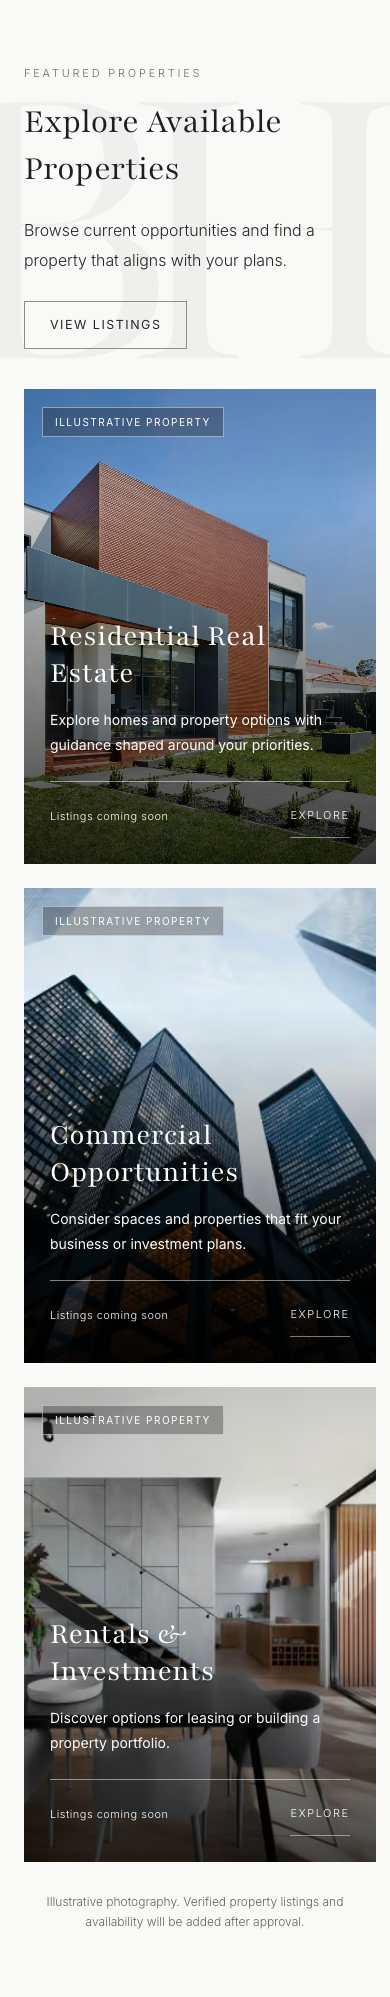 FEATURED PROPERTIES
BH
Explore Available
Properties
Browse current opportunities and find a
property that aligns with your plans.
VIEW LISTINGS
ILLUSTRATIVE PROPERTY
Residential Real
Estate
Explore homes and property options with
guidance shaped around your priorities.
Listings coming soon
EXPLORE
ILLUSTRATIVE PROPERTY
Commercial
Opportunities
Consider spaces and properties that fit your
business or investment plans.
Listings coming soon
EXPLORE
ILLUSTRATIVE PROPERTY
Rentals &
Investments
Discover options for leasing or building a
property portfolio.
Listings coming soon
EXPLORE
Illustrative photography. Verified property listings and
availability will be added after approval.